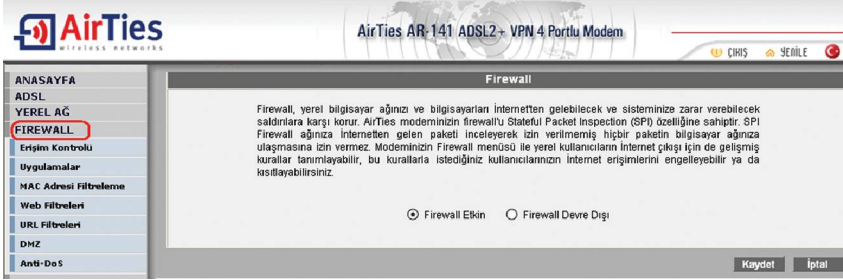 AirTies
wireless networks
AirTies AR-141 ADSL2+ VPN 4 Portlu Modem
ÇIKIŞ YENİLE
ANASAYFA
ADSL
YEREL AĞ
FIREWALL
Erişim Kontrolü
Uygulamalar
MAC Adresi Filtreleme
Web Filtreleri
URL Filtreleri
DMZ
Anti-DoS
Firewall
Firewall, yerel bilgisayar ağınızı ve bilgisayarları İnternetten gelebilecek ve sisteminize zarar verebilecek
saldırılara karşı korur. AirTies modeminizin firewall'u Stateful Packet Inspection (SPI) özelliğine sahiptir. SPI
Firewall ağınıza İnternetten gelen paketi inceleyerek izin verilmemiş hiçbir paketin bilgisayar ağınıza
ulaşmasına izin vermez. Modeminizin Firewall menüsü ile yerel kullanıcıların İnternet çıkışı için de gelişmiş
kurallar tanımlayabilir, bu kurallarla istediğiniz kullanıcılarınızın İnternet erişimlerini engelleyebilir ya da
kısıtlayabilirsiniz.
Firewall Etkin Firewall Devre Dışı
Kaydet İptal